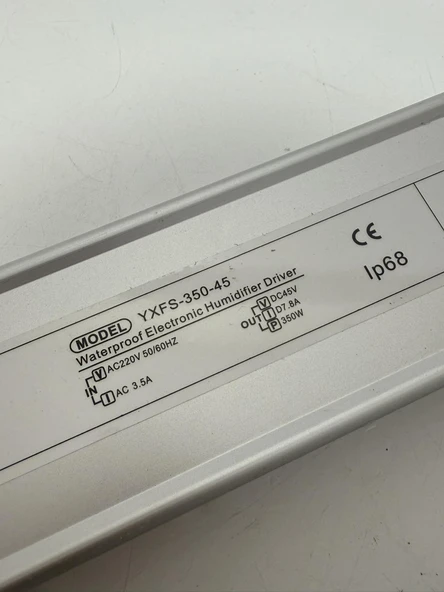 MODEL YXFS-350-45
Waterproof Electronic Humidifier Driver
IN V AC220V 50/60HZ
I AC 3.5A
OUT V DC45V
I D7.8A
P 350W
CE
Ip68